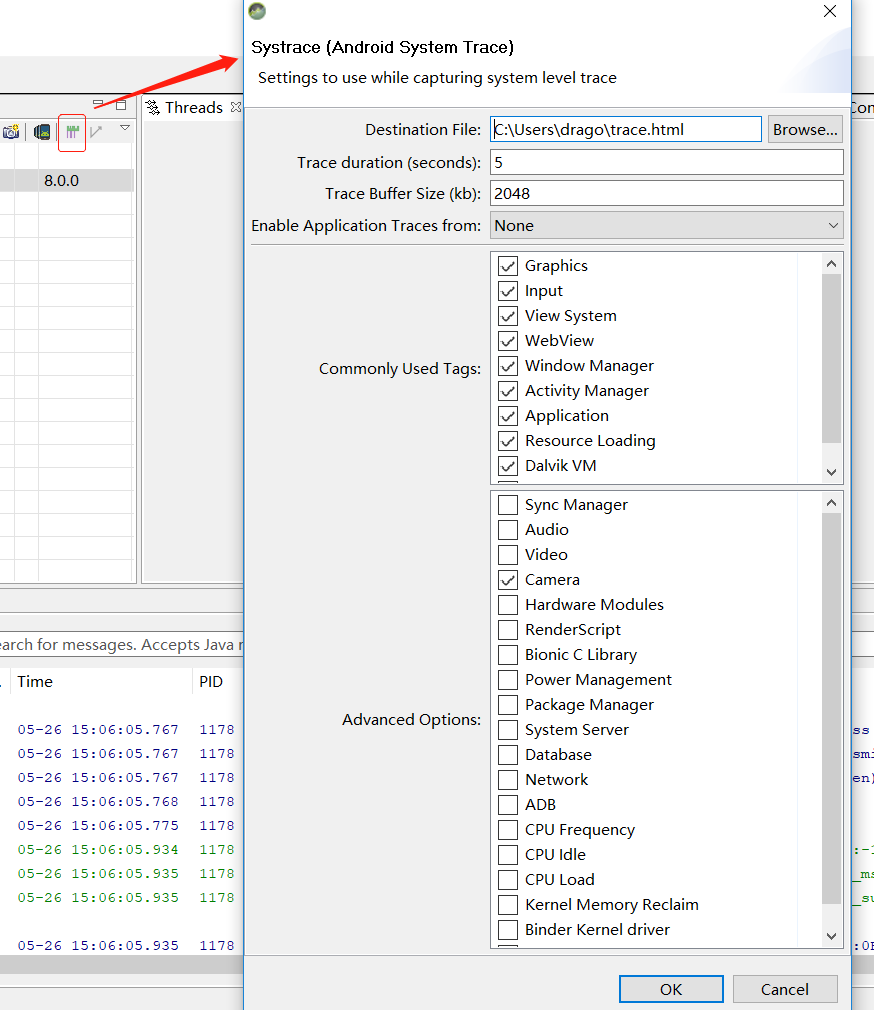 Systrace (Android System Trace)
Settings to use while capturing system level trace
Threads
8.0.0
Destination File: C:\Users\drago\trace.html Browse...
Trace duration (seconds): 5
Trace Buffer Size (kb): 2048
Enable Application Traces from: None
Commonly Used Tags:
Graphics
Input
View System
WebView
Window Manager
Activity Manager
Application
Resource Loading
Dalvik VM
Advanced Options:
Sync Manager
Audio
Video
Camera
Hardware Modules
RenderScript
Bionic C Library
Power Management
Package Manager
System Server
Database
Network
ADB
CPU Frequency
CPU Idle
CPU Load
Kernel Memory Reclaim
Binder Kernel driver
OK Cancel
for messages. Accepts Java
Time PID
05-26 15:06:05.767 1178
05-26 15:06:05.767 1178
05-26 15:06:05.767 1178
05-26 15:06:05.768 1178
05-26 15:06:05.775 1178
05-26 15:06:05.934 1178
05-26 15:06:05.935 1178
05-26 15:06:05.935 1178
05-26 15:06:05.935 1178